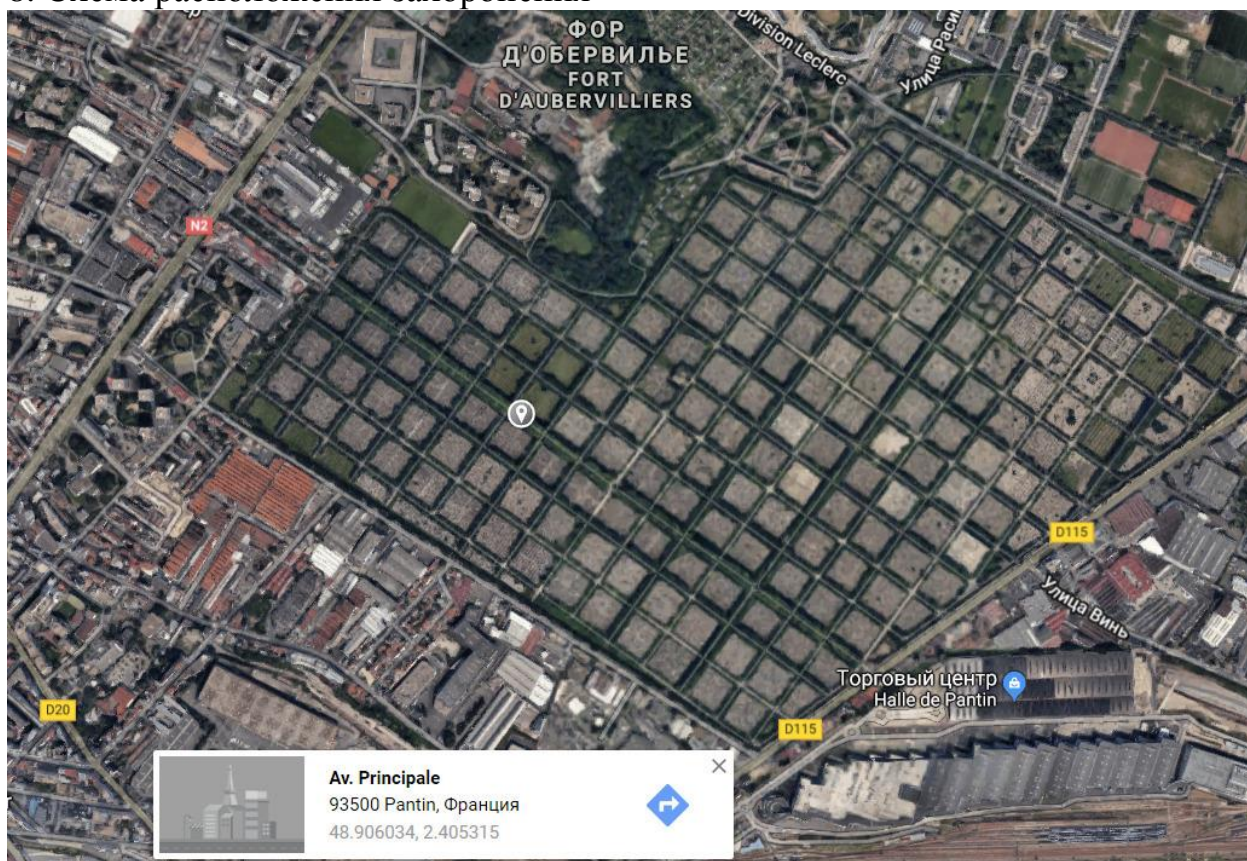 ФОР
Д'ОБЕРВИЛЬЕ
FORT
D'AUBERVILLIERS
Division Leclerc
Улица Раси
N2
D115
Улица Винь
Торговый центр
Halle de Pantin
D20
D115
Av. Principale
93500 Pantin, Франция
48.906034, 2.405315